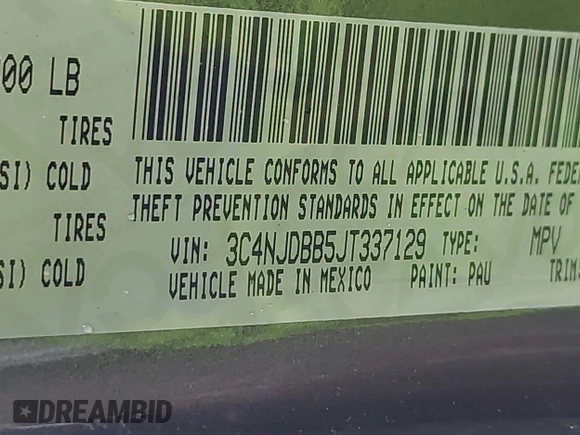 00 LB
TIRES
SI) COLD
THIS VEHICLE CONFORMS TO ALL APPLICABLE U.S.A. FEDE
TIRES
THEFT PREVENTION STANDARDS IN EFFECT ON THE DATE OF
SI) COLD
VIN: 3C4NJDBB5JT337129 TYPE: MPV
VEHICLE MADE IN MEXICO PAINT: PAU TRIM
DREAMBID